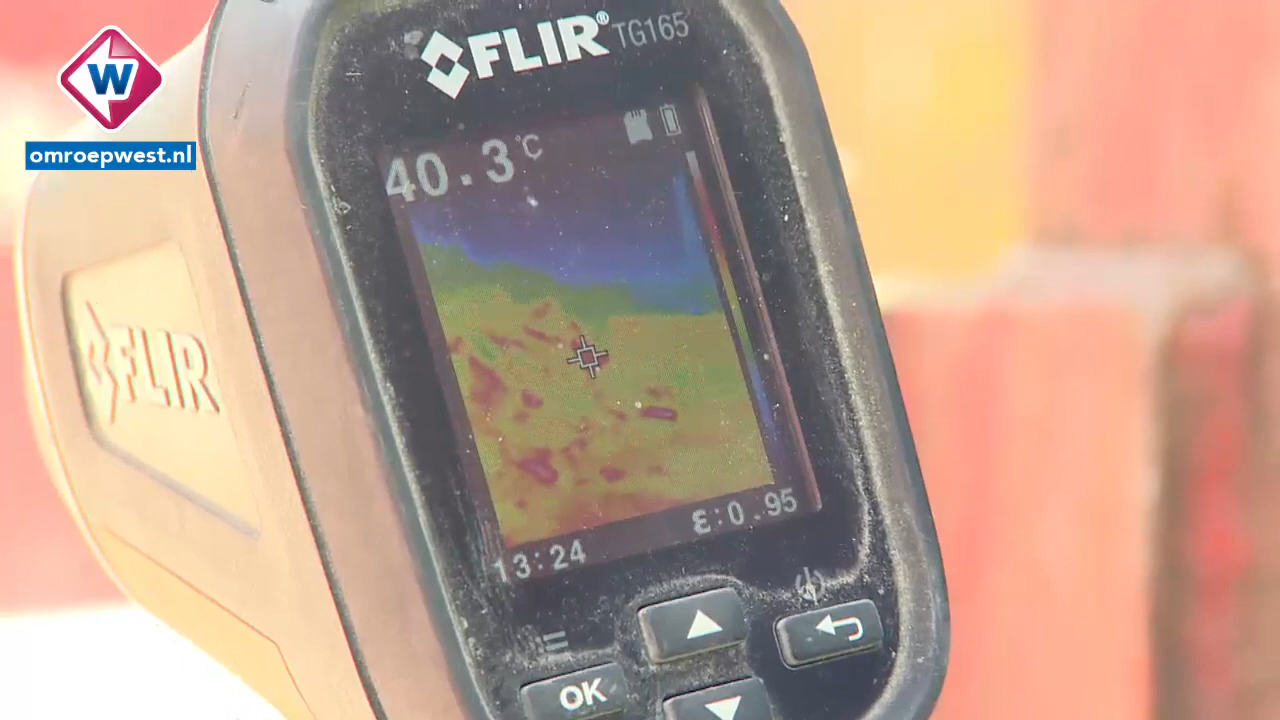 W
omroepwest.nl
FLIR® TG165
40.3°C
FLIR
ε:0.95
13:24
OK